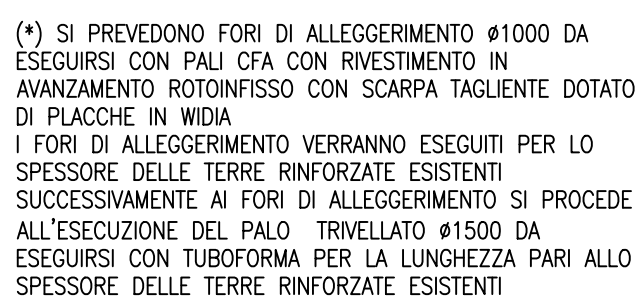 (*) SI PREVEDONO FORI DI ALLEGGERIMENTO ø1000 DA
ESEGUIRSI CON PALI CFA CON RIVESTIMENTO IN
AVANZAMENTO ROTOINFISSO CON SCARPA TAGLIENTE DOTATO
DI PLACCHE IN WIDIA
I FORI DI ALLEGGERIMENTO VERRANNO ESEGUITI PER LO
SPESSORE DELLE TERRE RINFORZATE ESISTENTI
SUCCESSIVAMENTE AI FORI DI ALLEGGERIMENTO SI PROCEDE
ALL'ESECUZIONE DEL PALO TRIVELLATO ø1500 DA
ESEGUIRSI CON TUBOFORMA PER LA LUNGHEZZA PARI ALLO
SPESSORE DELLE TERRE RINFORZATE ESISTENTI